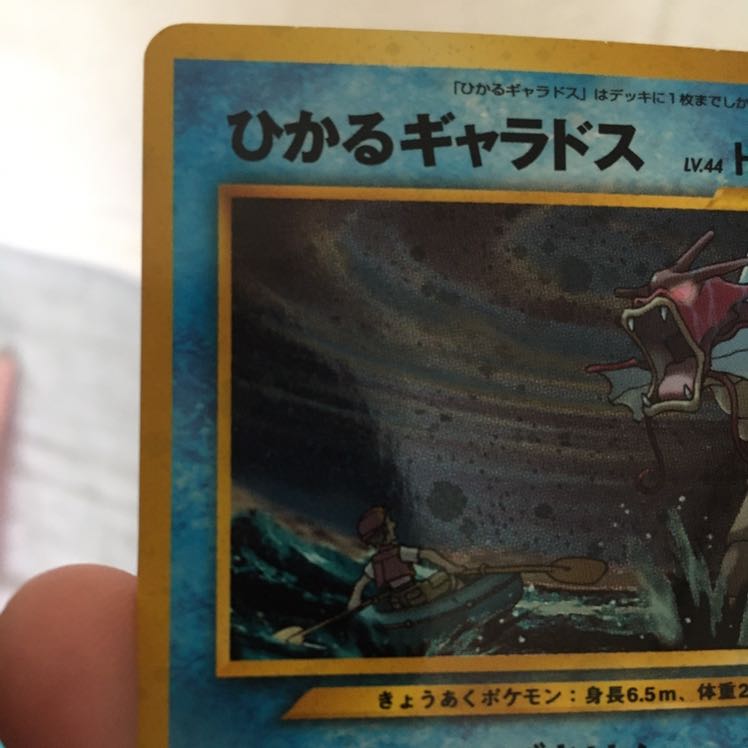 「ひかるギャラドス」はデッキに1枚までしか
ひかるギャラドス LV.44
きょうあくポケモン：身長6.5m、体重2